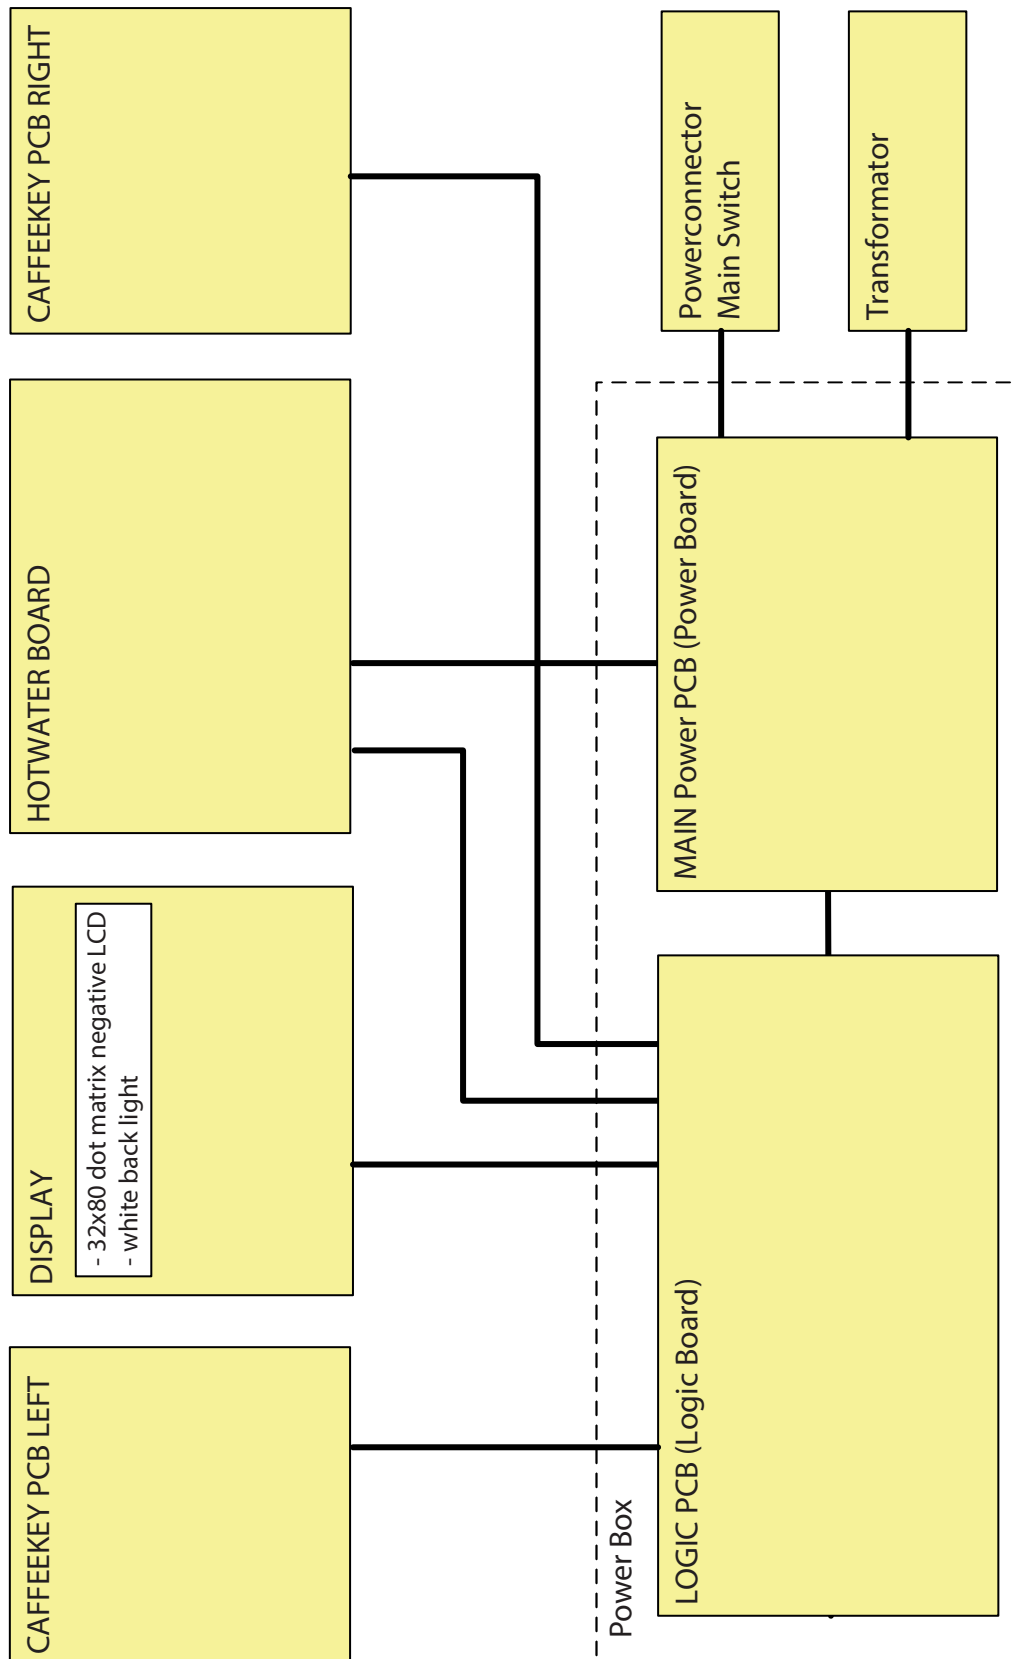 CAFFEEKEY PCB LEFT
DISPLAY
- 32x80 dot matrix negative LCD
- white back light
HOTWATER BOARD
CAFFEEKEY PCB RIGHT
Power Box
LOGIC PCB (Logic Board)
MAIN Power PCB (Power Board)
Powerconnector
Main Switch
Transformator